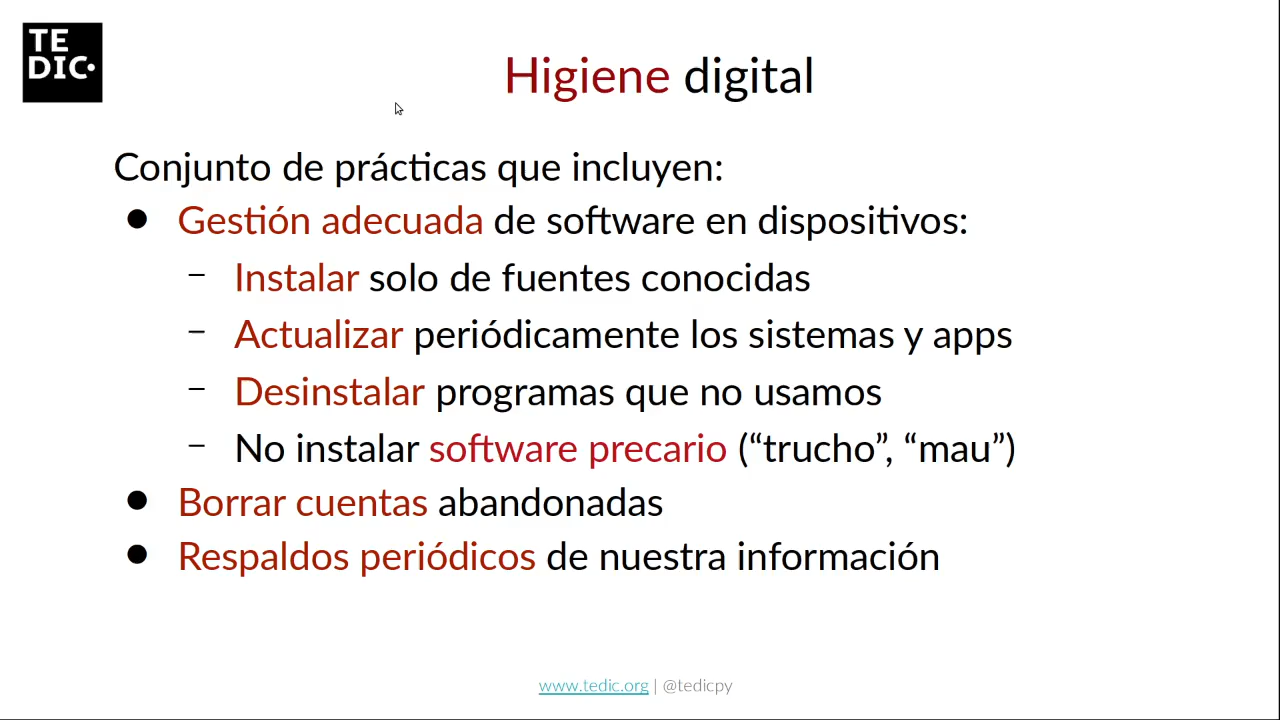 TE
DIC
Higiene digital
Conjunto de prácticas que incluyen:
● Gestión adecuada de software en dispositivos:
– Instalar solo de fuentes conocidas
– Actualizar periódicamente los sistemas y apps
– Desinstalar programas que no usamos
– No instalar software precario (“trucho”, “mau”)
● Borrar cuentas abandonadas
● Respaldos periódicos de nuestra información
www.tedic.org | @tedicpy